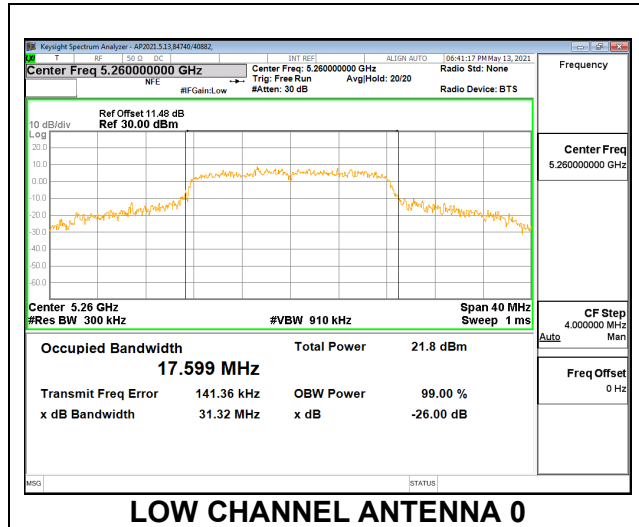 Keysight Spectrum Analyzer - AP2021.5.13,84740/40882,
T RF 50 Ω DC INT REF ALIGN AUTO 06:41:17 PM May 13, 2021
Center Freq 5.260000000 GHz
NFE
#IFGain:Low
Center Freq: 5.260000000 GHz
Trig: Free Run Avg|Hold: 20/20
#Atten: 30 dB
Radio Std: None
Radio Device: BTS
Frequency
Ref Offset 11.48 dB
10 dB/div Ref 30.00 dBm
Log
20.0
10.0
0.00
-10.0
-20.0
-30.0
-40.0
-50.0
-60.0
Center 5.26 GHz Span 40 MHz
#Res BW 300 kHz #VBW 910 kHz Sweep 1 ms
Occupied Bandwidth Total Power 21.8 dBm
17.599 MHz
Transmit Freq Error 141.36 kHz OBW Power 99.00 %
x dB Bandwidth 31.32 MHz x dB -26.00 dB
Center Freq
5.260000000 GHz
CF Step
4.000000 MHz
Auto Man
Freq Offset
0 Hz
MSG STATUS
LOW CHANNEL ANTENNA 0